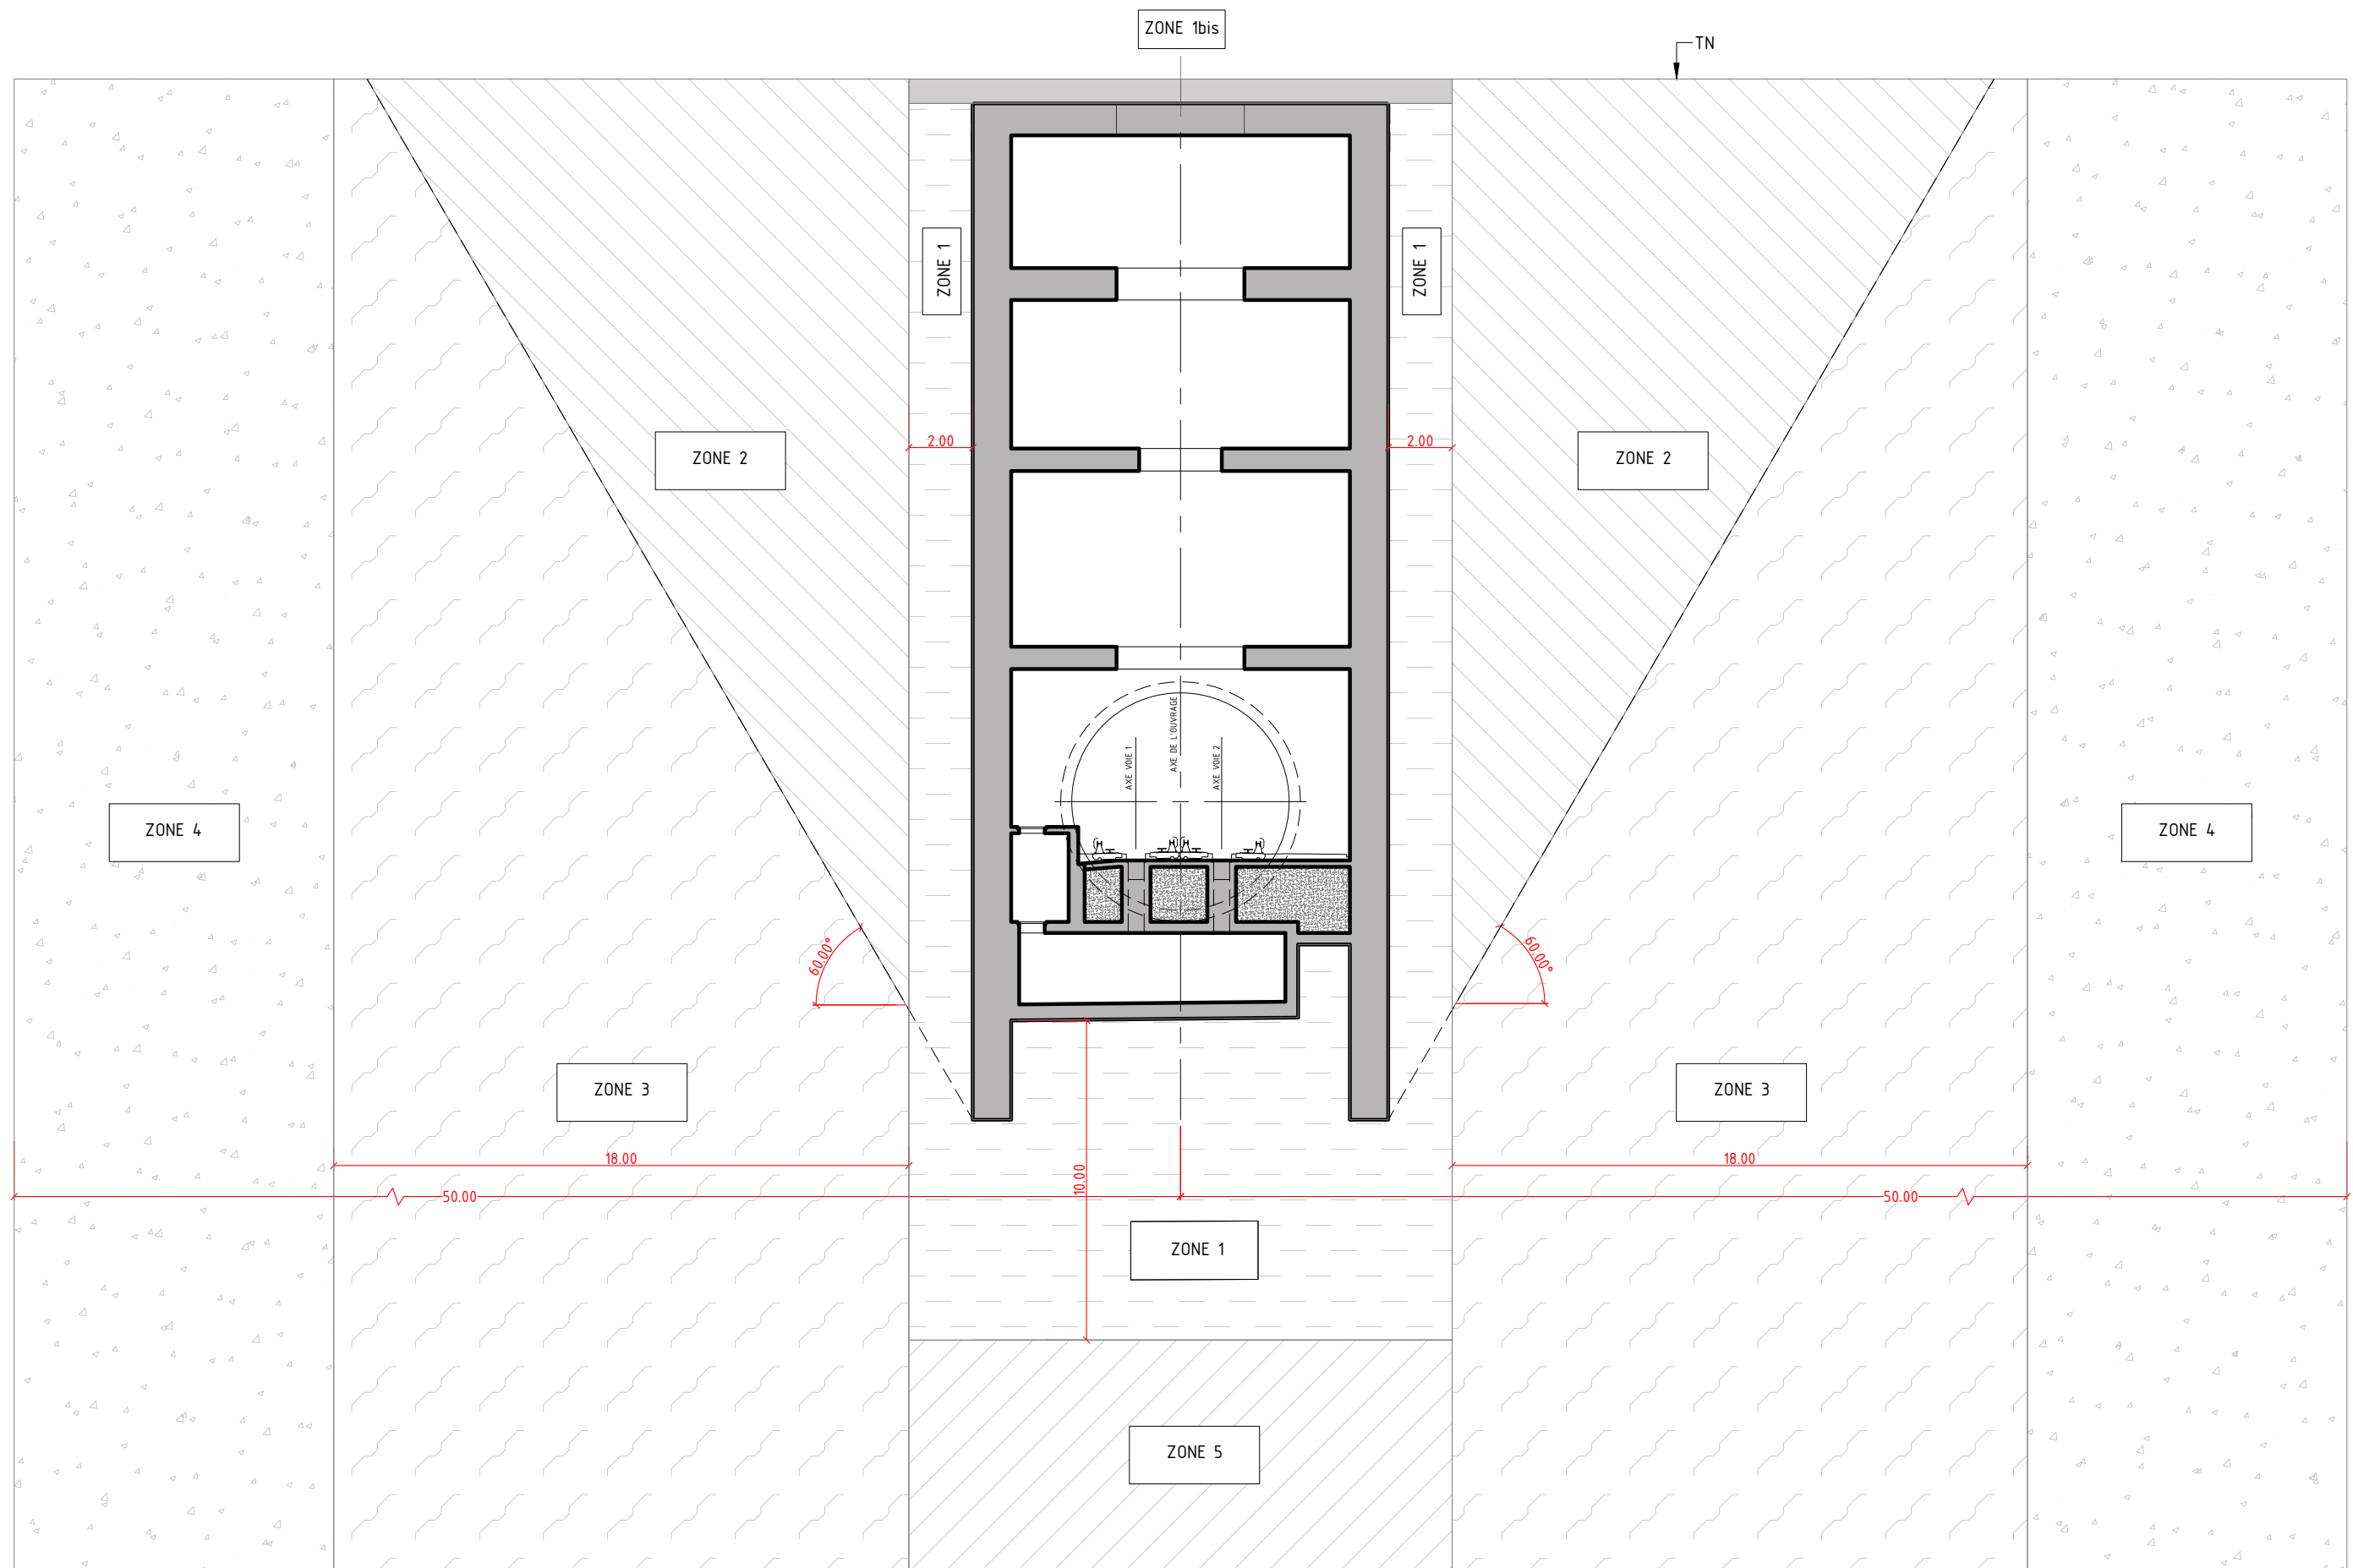 ZONE 1bis
TN
ZONE 1
ZONE 1
2.00
2.00
ZONE 2
ZONE 2
AXE VOIE 1
AXE DE L'OUVRAGE
AXE VOIE 2
ZONE 4
ZONE 4
60.00°
60.00°
ZONE 3
ZONE 3
18.00
18.00
10.00
50.00
50.00
ZONE 1
ZONE 5